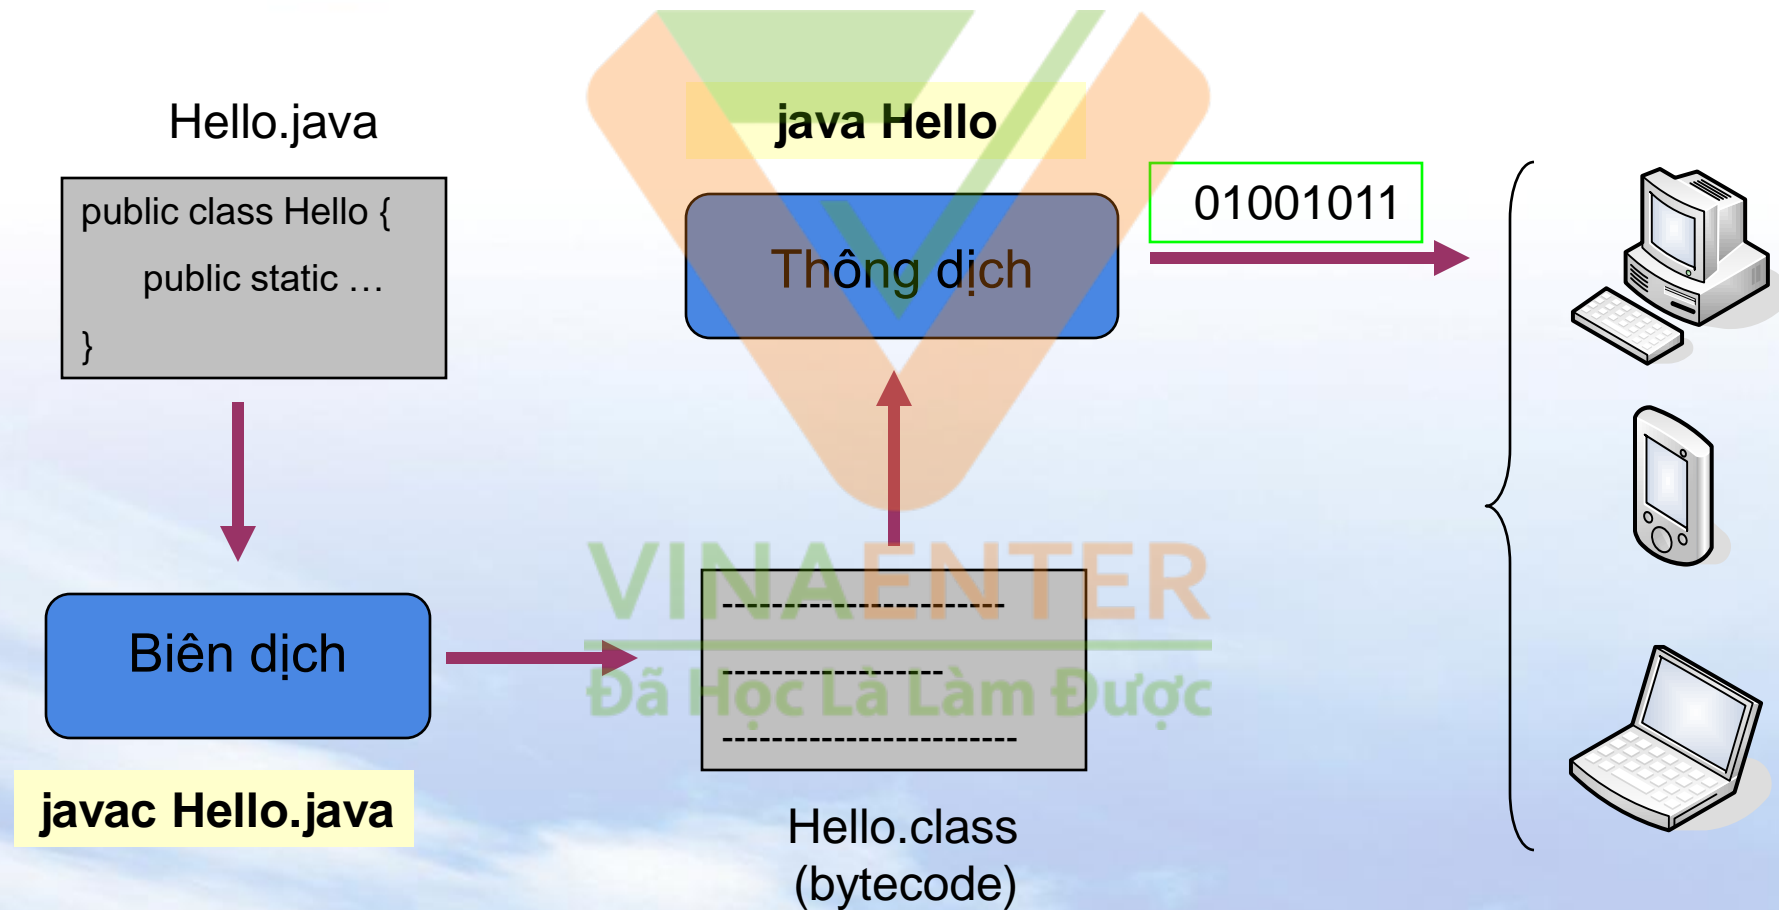 Hello.java
public class Hello {
public static …
}
Biên dịch
javac Hello.java
java Hello
Thông dịch
01001011
-----------------------
------------------
------------------------
Hello.class
(bytecode)
VINAENTER
Đã Học Là Làm Được